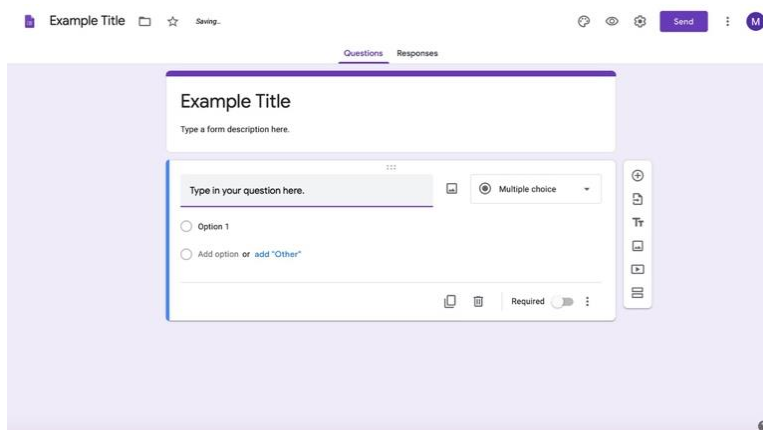 Example Title
Saving...
Send
M
Questions
Responses
Example Title
Type a form description here.
Type in your question here.
Multiple choice
Option 1
Add option or add "Other"
Required
Tт